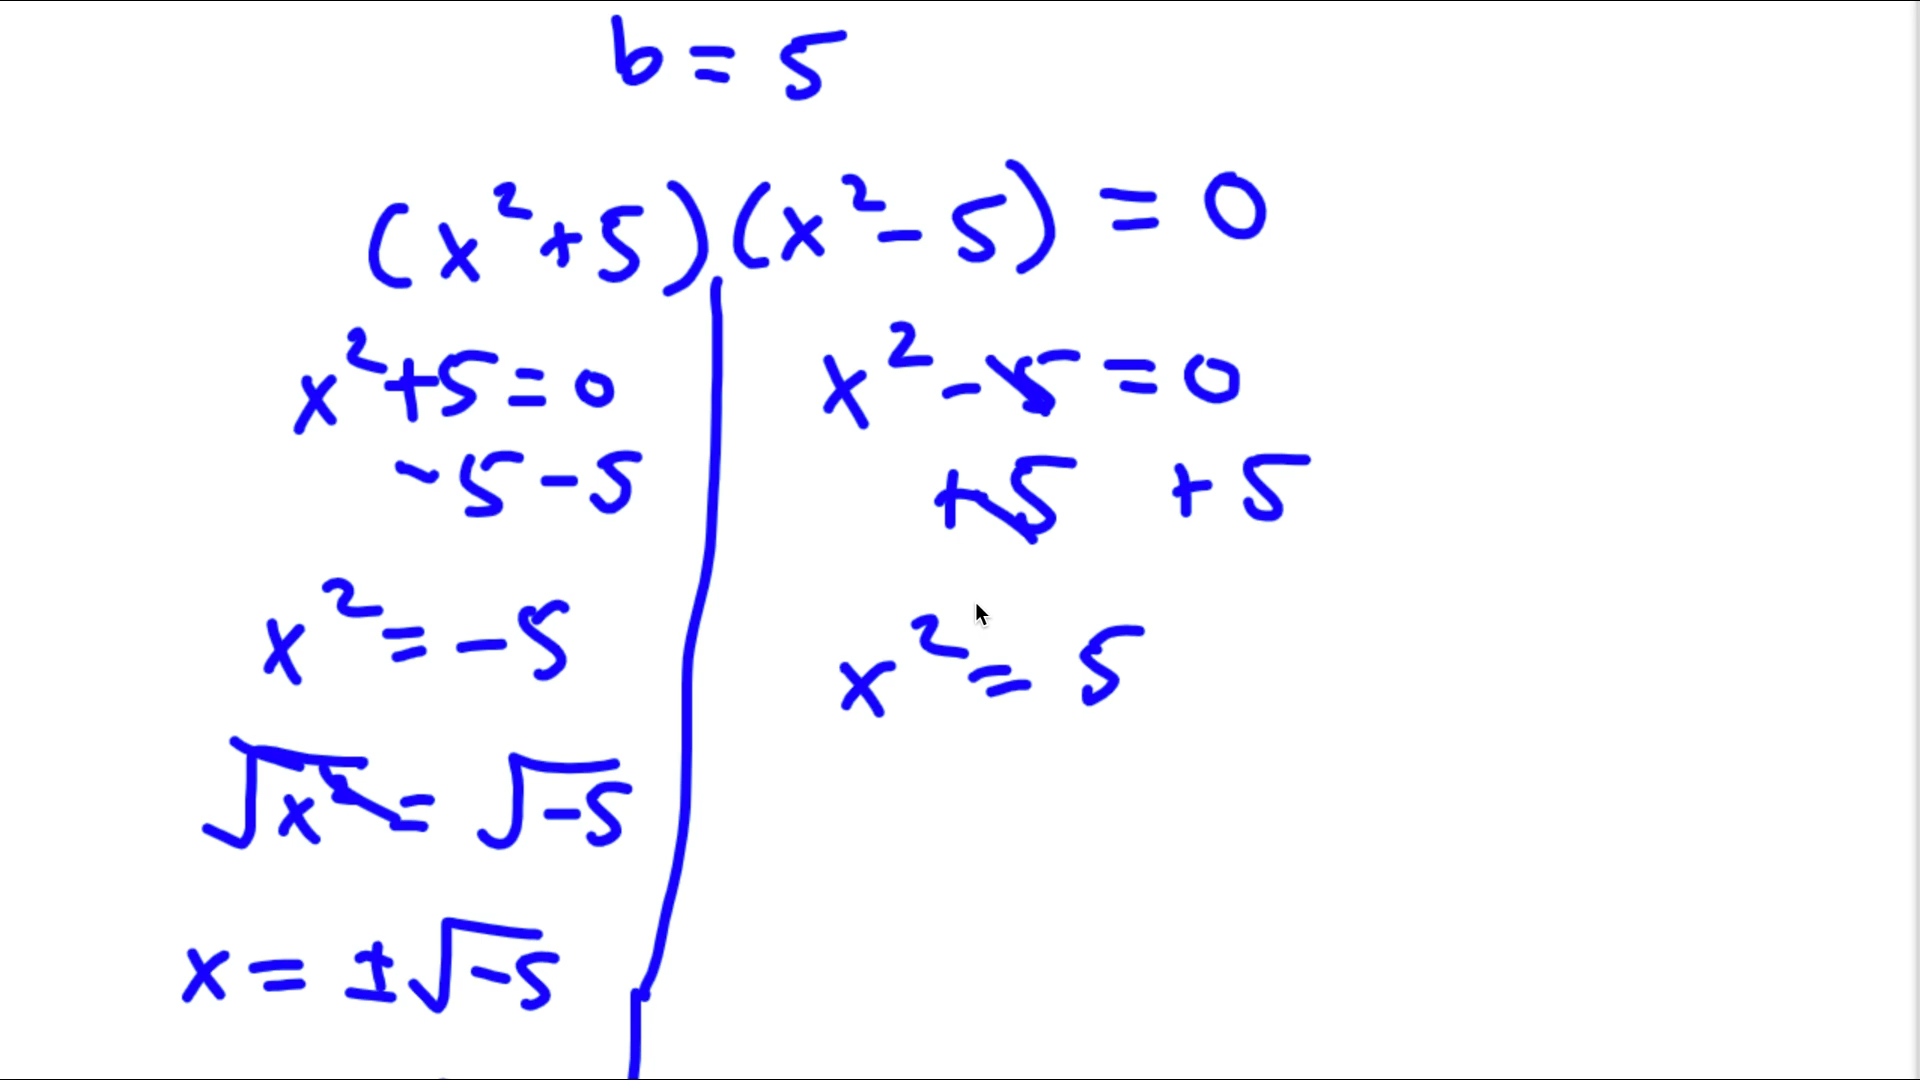 b = 5
(x²+5)(x²-5) = 0
x²+5=0
-5 -5
x²= -5
√x² = √-5
x = ±√-5
x²-5=0
+5 +5
x²= 5